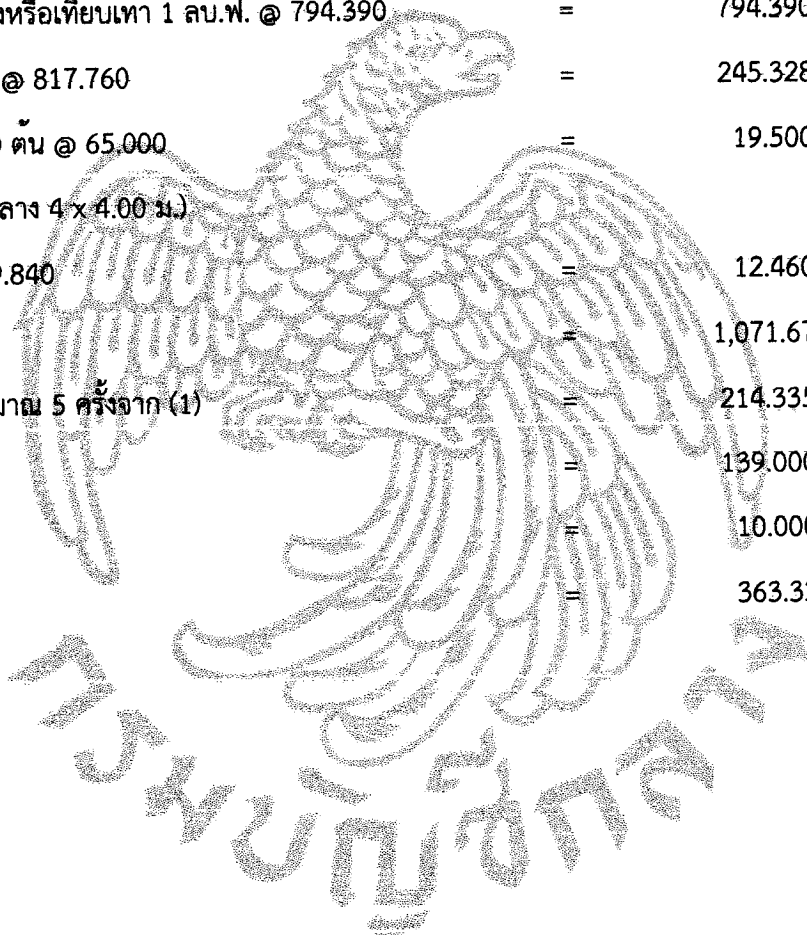 งหรือเทียบเทา 1 ลบ.ฟ. @ 794.390 = 794.390
@ 817.760 = 245.328
ต้น @ 65.000 = 19.500
ลาง 4 x 4.00 ม.)
9.840 = 12.460
= 1,071.67
มาณ 5 ครั้งจาก (1) = 214.335
= 139.000
= 10.000
= 363.33
กรมบัญชีกลาง